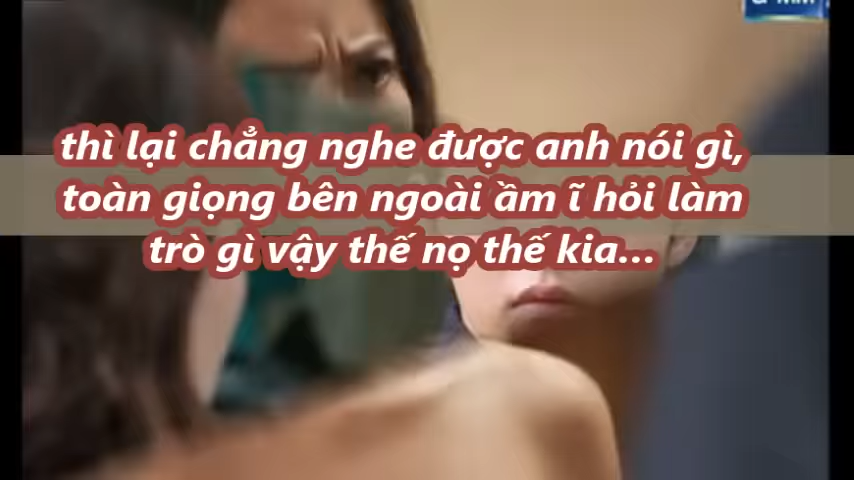 thì lại chẳng nghe được anh nói gì,
toàn giọng bên ngoài ầm ĩ hỏi làm
trò gì vậy thế nọ thế kia...